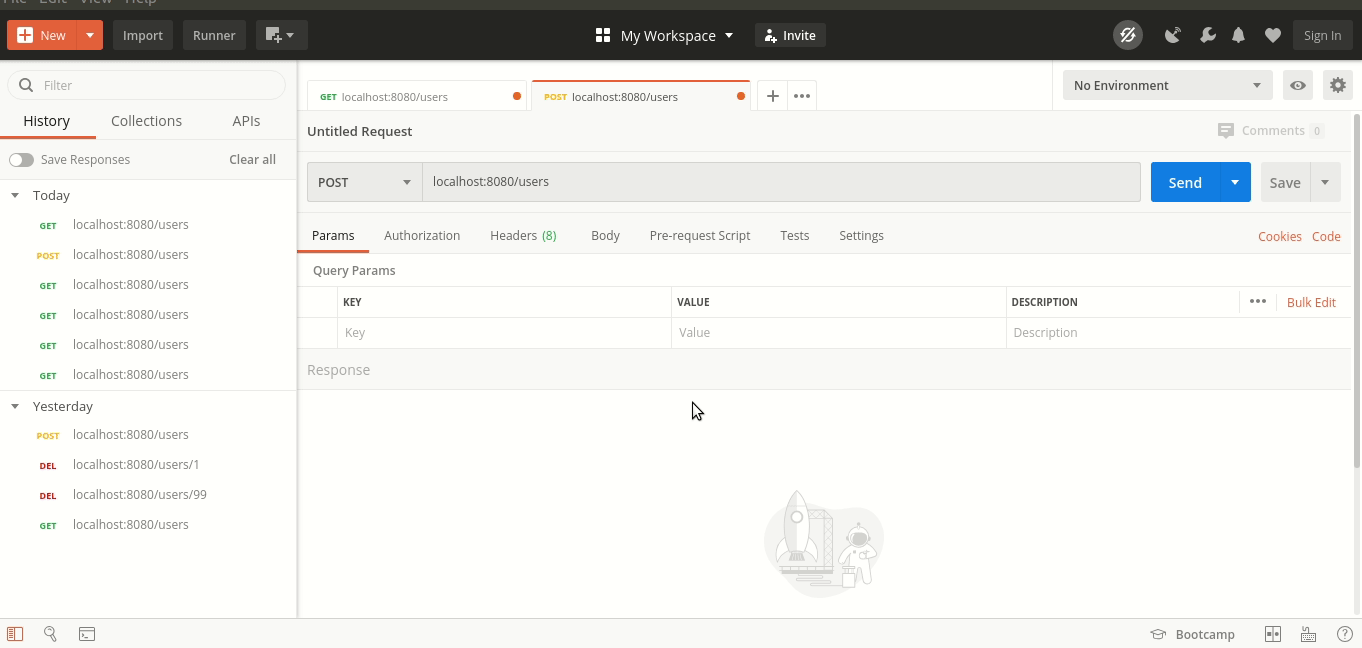 File Edit View Help
New Import Runner My Workspace Invite Sign In
Filter
GET localhost:8080/users POST localhost:8080/users No Environment
History Collections APIs
Untitled Request Comments 0
Save Responses Clear all
POST localhost:8080/users Send Save
Today
GET localhost:8080/users
POST localhost:8080/users
GET localhost:8080/users
GET localhost:8080/users
GET localhost:8080/users
GET localhost:8080/users
Yesterday
POST localhost:8080/users
DEL localhost:8080/users/1
DEL localhost:8080/users/99
GET localhost:8080/users
Params Authorization Headers (8) Body Pre-request Script Tests Settings Cookies Code
Query Params
KEY VALUE DESCRIPTION Bulk Edit
Key Value Description
Response
Bootcamp